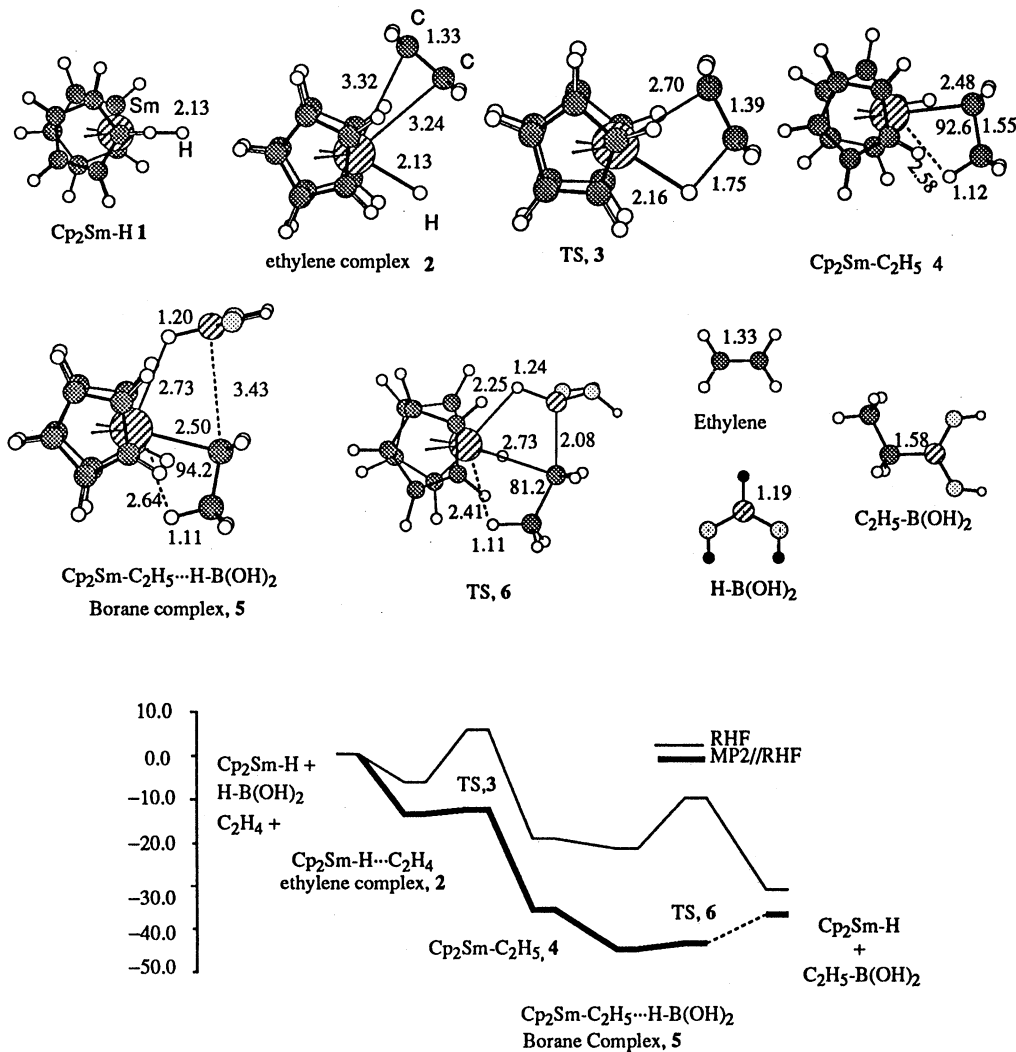 C
1.33
C
Sm
2.13
H
3.32
3.24
2.13
H
2.70
1.39
1.75
2.16
2.48
92.6
1.55
2.58
1.12
Cp2Sm-H 1
ethylene complex 2
TS, 3
Cp2Sm-C2H5 4
1.20
2.73
3.43
2.50
94.2
2.64
1.11
1.24
2.25
2.73
2.08
81.2
2.41
1.11
1.33
Ethylene
1.19
1.58
C2H5-B(OH)2
H-B(OH)2
Cp2Sm-C2H5···H-B(OH)2
Borane complex, 5
TS, 6
10.0
0.0
−10.0
−20.0
−30.0
−40.0
−50.0
Cp2Sm-H +
H-B(OH)2
C2H4 +
RHF
MP2//RHF
TS,3
Cp2Sm-H···C2H4
ethylene complex, 2
Cp2Sm-C2H5, 4
TS, 6
Cp2Sm-H
+
C2H5-B(OH)2
Cp2Sm-C2H5···H-B(OH)2
Borane Complex, 5